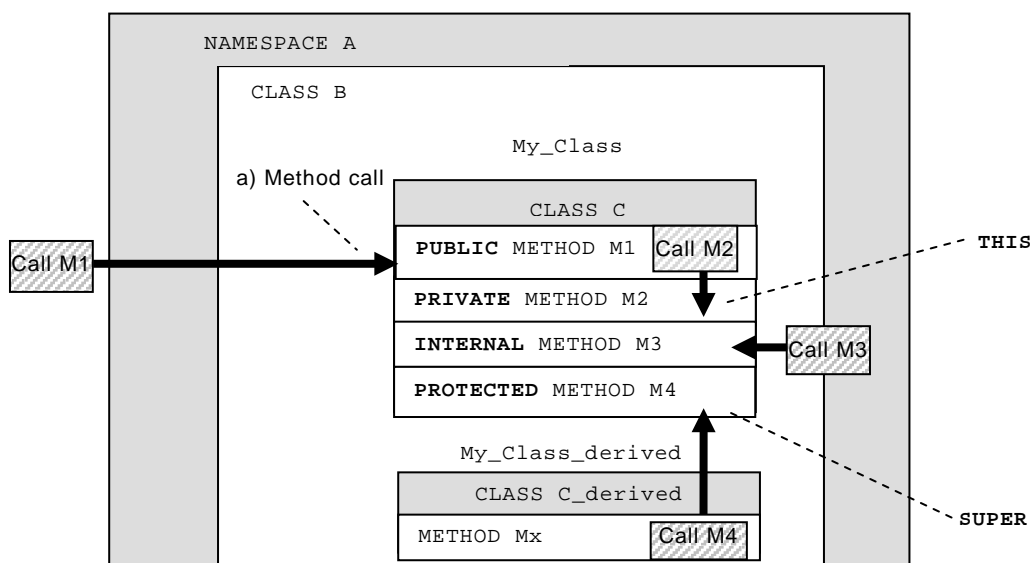 NAMESPACE A
CLASS B
My_Class
a) Method call
CLASS C
PUBLIC METHOD M1
Call M2
THIS
Call M1
PRIVATE METHOD M2
INTERNAL METHOD M3
Call M3
PROTECTED METHOD M4
My_Class_derived
CLASS C_derived
SUPER
METHOD Mx
Call M4